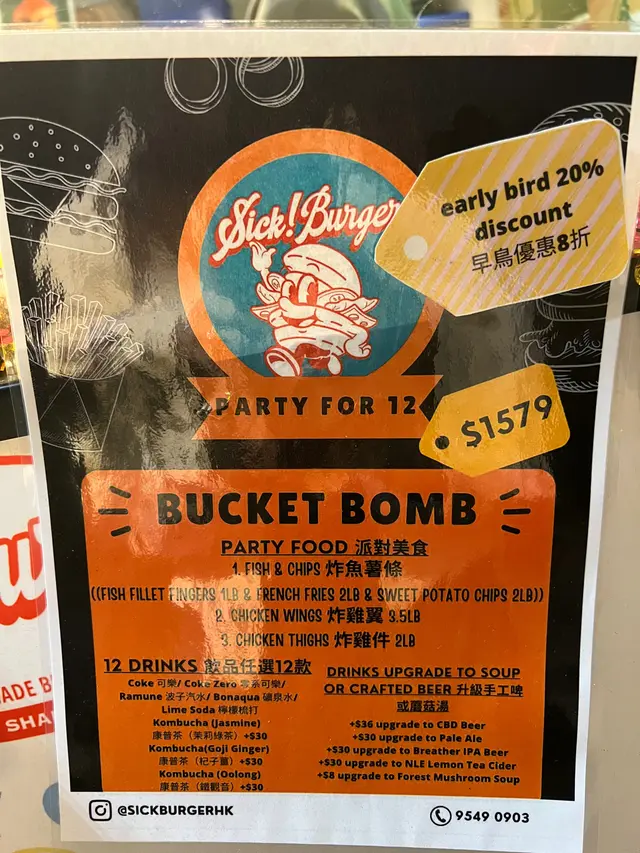 early bird 20%
discount
早鳥優惠8折
Sick! Burger
PARTY FOR 12
$1579
BUCKET BOMB
PARTY FOOD 派對美食
1. FISH & CHIPS 炸魚薯條
((FISH FILLET FINGERS 1LB & FRENCH FRIES 2LB & SWEET POTATO CHIPS 2LB))
2. CHICKEN WINGS 炸雞翼 3.5LB
3. CHICKEN THIGHS 炸雞件 2LB
12 DRINKS 飲品任選12款
Coke 可樂/ Coke Zero 零系可樂/
Ramune 波子汽水/ Bonaqua 礦泉水/
Lime Soda 檸檬梳打
Kombucha (Jasmine)
康普茶（茉莉綠茶）+$30
Kombucha(Goji Ginger)
康普茶（杞子薑）+$30
Kombucha (Oolong)
康普茶（鐵觀音）+$30
DRINKS UPGRADE TO SOUP
OR CRAFTED BEER 升級手工啤
或蘑菇湯
+$36 upgrade to CBD Beer
+$30 upgrade to Pale Ale
+$30 upgrade to Breather IPA Beer
+$30 upgrade to NLE Lemon Tea Cider
+$8 upgrade to Forest Mushroom Soup
@SICKBURGERHK
9549 0903
ADE B
SHA